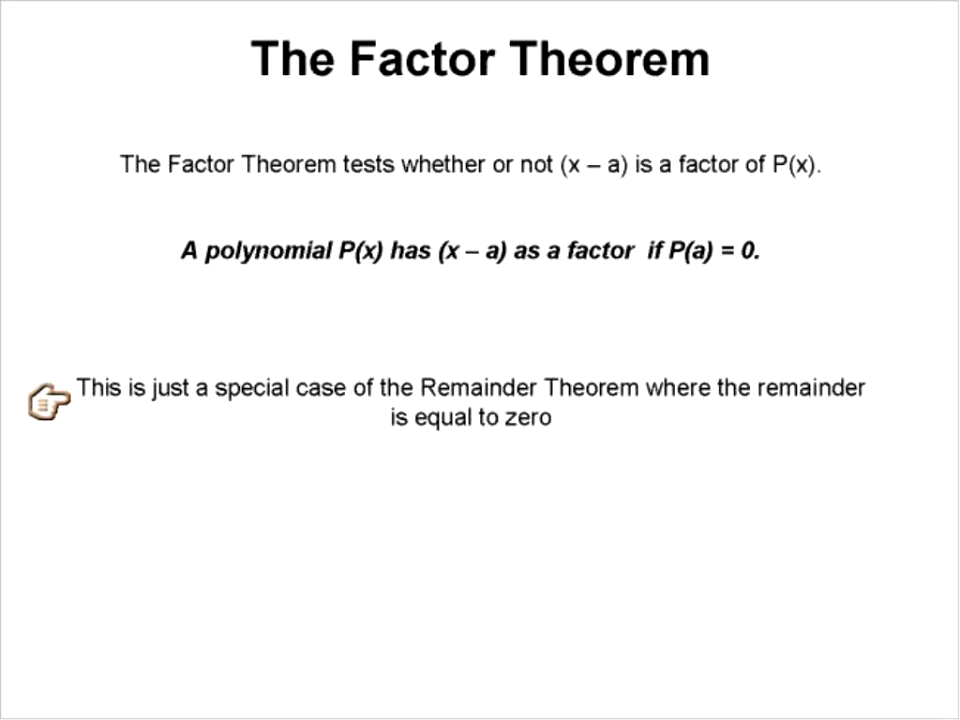 The Factor Theorem
The Factor Theorem tests whether or not (x – a) is a factor of P(x).
A polynomial P(x) has (x – a) as a factor  if P(a) = 0.
This is just a special case of the Remainder Theorem where the remainder
is equal to zero